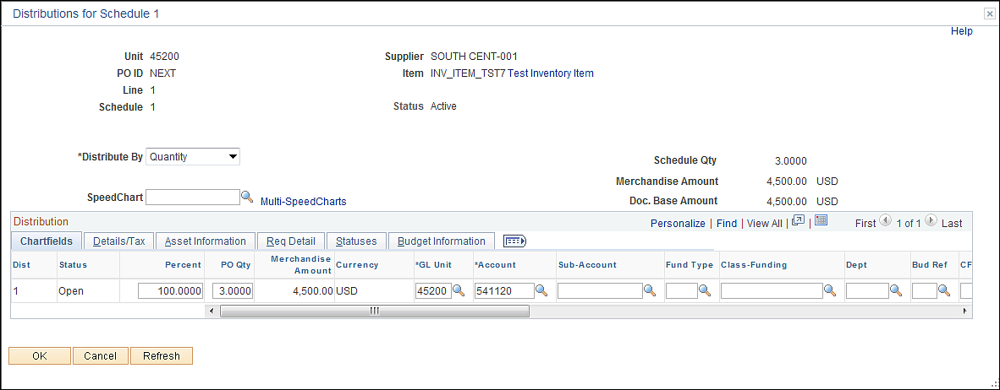 Distributions for Schedule 1
Help
Unit 45200 Supplier SOUTH CENT-001
PO ID NEXT Item INV_ITEM_TST7 Test Inventory Item
Line 1
Schedule 1 Status Active
*Distribute By Quantity Schedule Qty 3.0000
Merchandise Amount 4,500.00 USD
SpeedChart Multi-SpeedCharts Doc. Base Amount 4,500.00 USD
Distribution Personalize | Find | View All | | First 1 of 1 Last
Chartfields Details/Tax Asset Information Req Detail Statuses Budget Information
Dist Status Percent PO Qty Merchandise Amount Currency *GL Unit *Account Sub-Account Fund Type Class-Funding Dept Bud Ref CF
1 Open 100.0000 3.0000 4,500.00 USD 45200 541120
OK Cancel Refresh